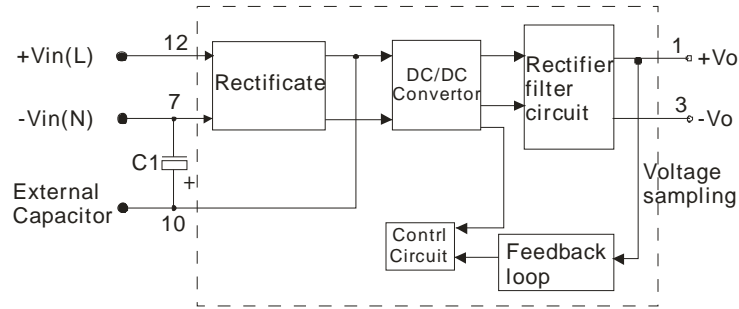 +Vin(L)
12
Rectificate
DC/DC
Convertor
Rectifier
filter
circuit
1
+Vo
-Vin(N)
7
3
-Vo
C1
+
Voltage
sampling
External
Capacitor
10
Contrl
Circuit
Feedback
loop